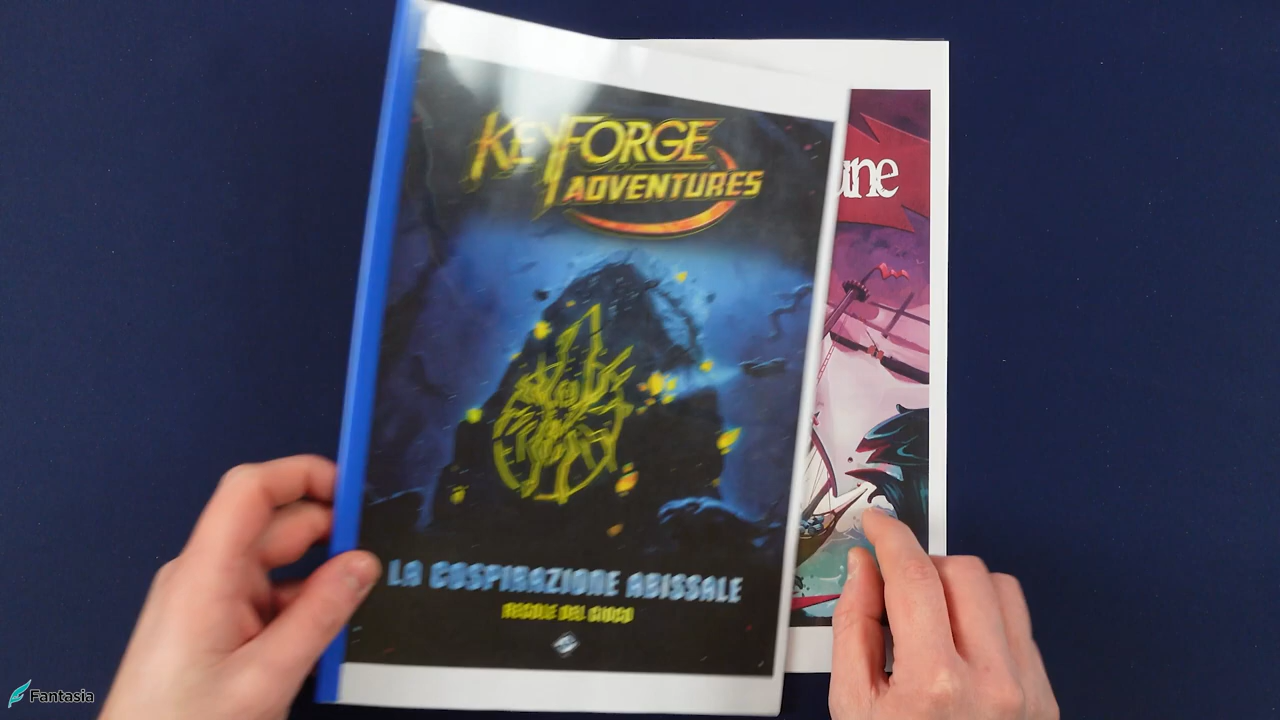 KEYFORGE
ADVENTURES
une
LA COSPIRAZIONE ABISSALE
REGOLE DEL GIOCO
Fantasia